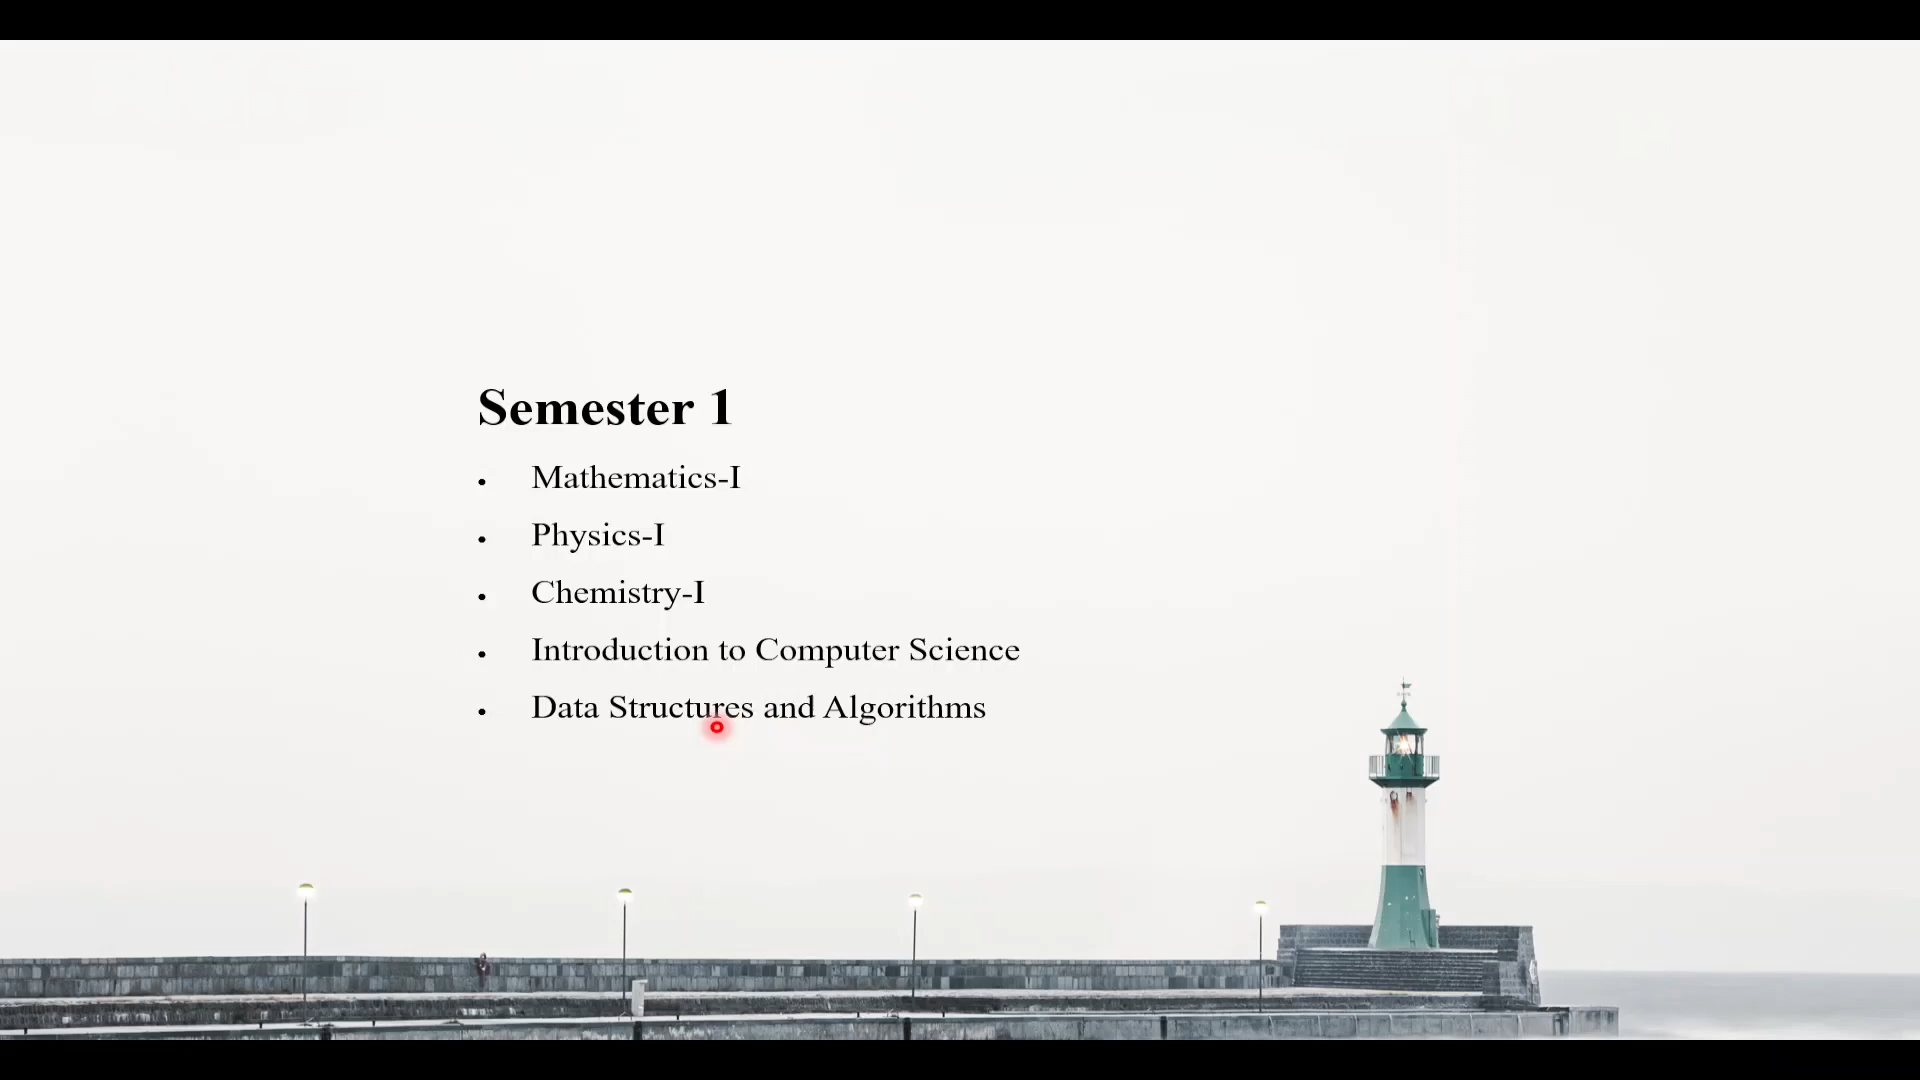 Semester 1
• Mathematics-I
• Physics-I
• Chemistry-I
• Introduction to Computer Science
• Data Structures and Algorithms